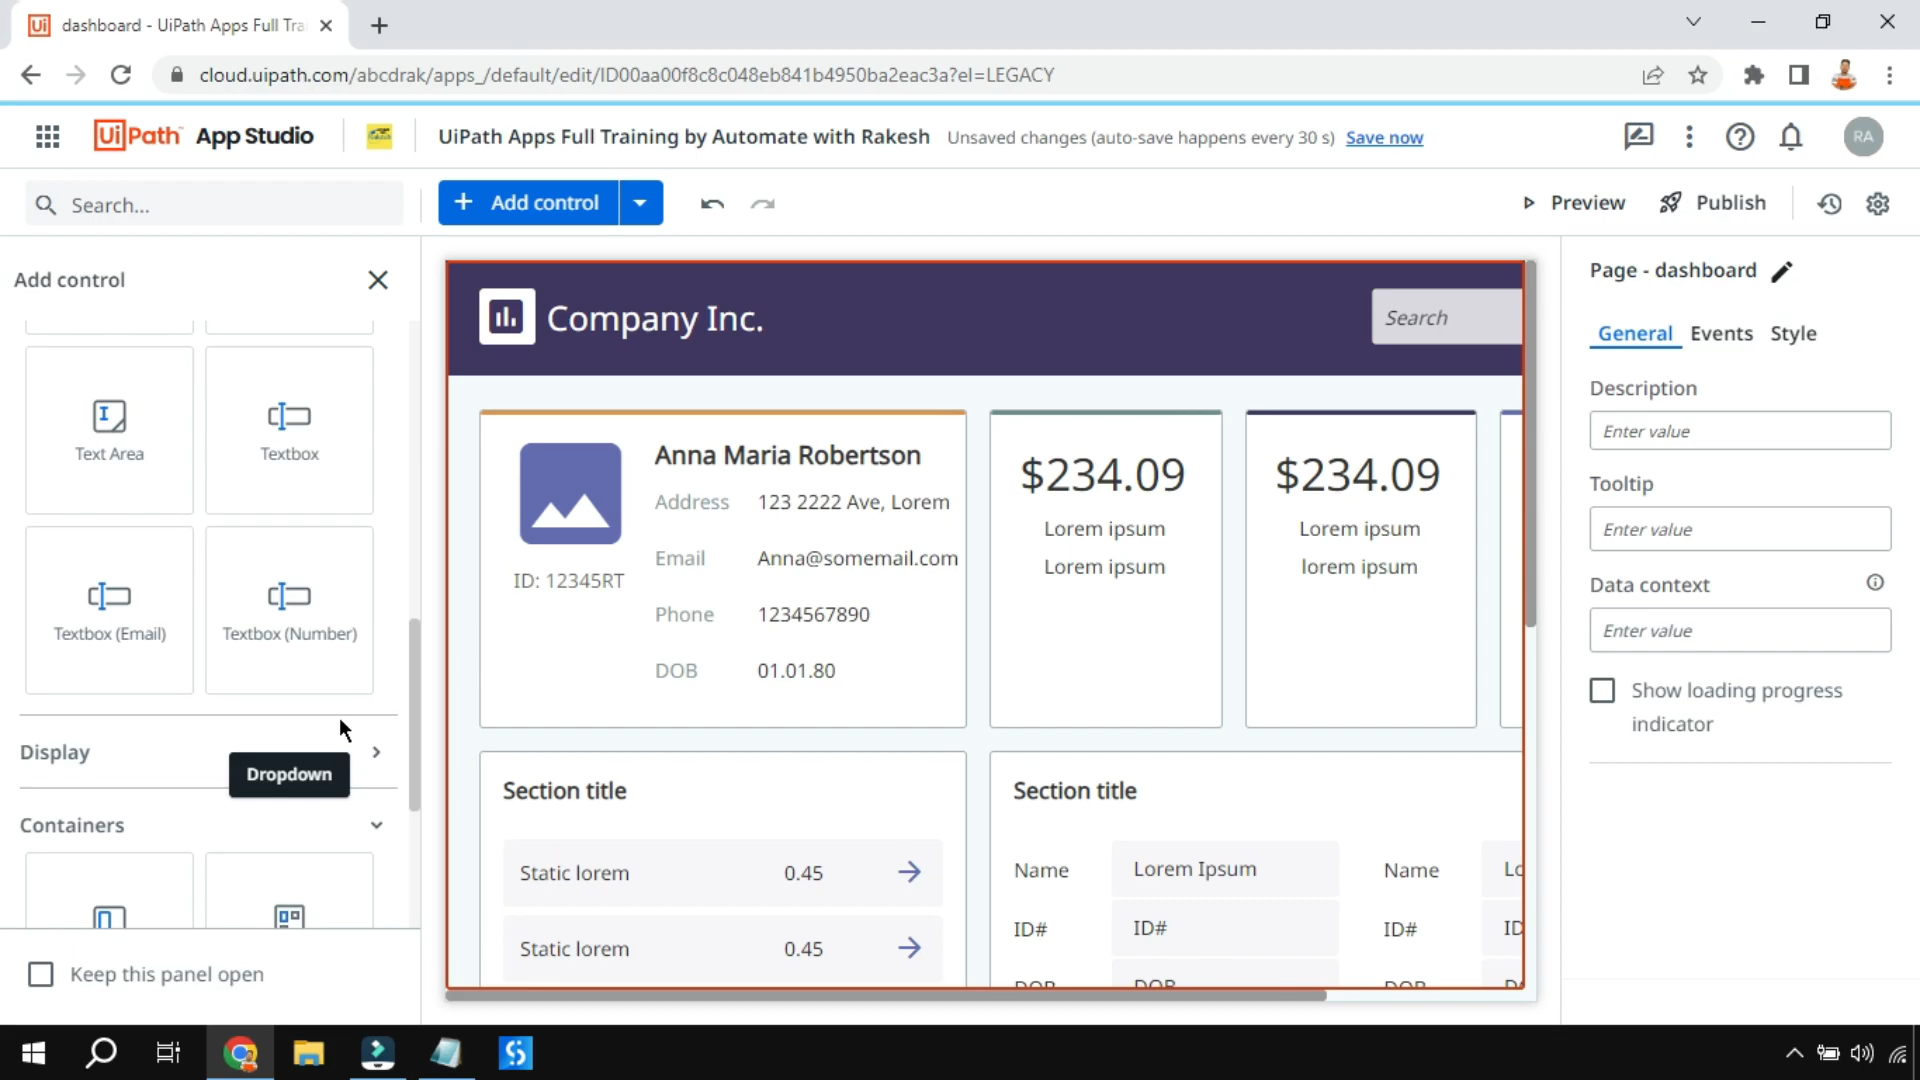 dashboard - UiPath Apps Full Tra
cloud.uipath.com/abcdrak/apps_/default/edit/ID00aa00f8c8c048eb841b4950ba2eac3a?el=LEGACY
UiPath App Studio
UiPath Apps Full Training by Automate with Rakesh
Unsaved changes (auto-save happens every 30 s) Save now
RA
Search...
Add control
Preview
Publish
Add control
Text Area
Textbox
Textbox (Email)
Textbox (Number)
Display
Dropdown
Containers
Keep this panel open
Company Inc.
Search
Anna Maria Robertson
Address 123 2222 Ave, Lorem
Email Anna@somemail.com
ID: 12345RT
Phone 1234567890
DOB 01.01.80
$234.09
Lorem ipsum
Lorem ipsum
$234.09
Lorem ipsum
lorem ipsum
Section title
Static lorem 0.45
Static lorem 0.45
Section title
Name Lorem Ipsum Name Lo
ID# ID# ID# ID
DOB DOB DOB
Page - dashboard
General Events Style
Description
Enter value
Tooltip
Enter value
Data context
Enter value
Show loading progress
indicator